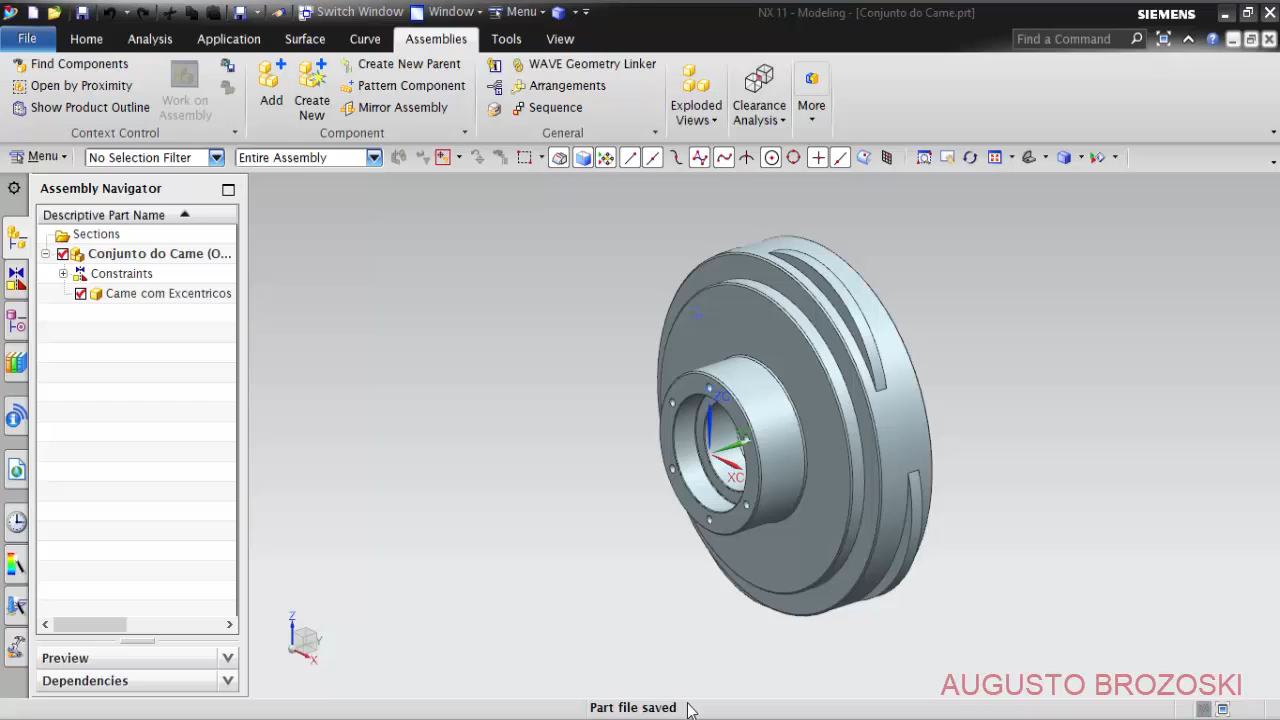 Switch Window Window Menu NX 11 - Modeling - [Conjunto do Came.prt] SIEMENS
File Home Analysis Application Surface Curve Assemblies Tools View Find a Command
Find Components
Open by Proximity
Show Product Outline
Work on
Assembly
Context Control
Add
Create
New
Create New Parent
Pattern Component
Mirror Assembly
Component
WAVE Geometry Linker
Arrangements
Sequence
General
Exploded
Views
Clearance
Analysis
More
Menu No Selection Filter Entire Assembly
Assembly Navigator
Descriptive Part Name
Sections
Conjunto do Came (O...
Constraints
Came com Excentricos
Preview
Dependencies
ZC
XC
Z
Y
X
AUGUSTO BROZOSKI
Part file saved